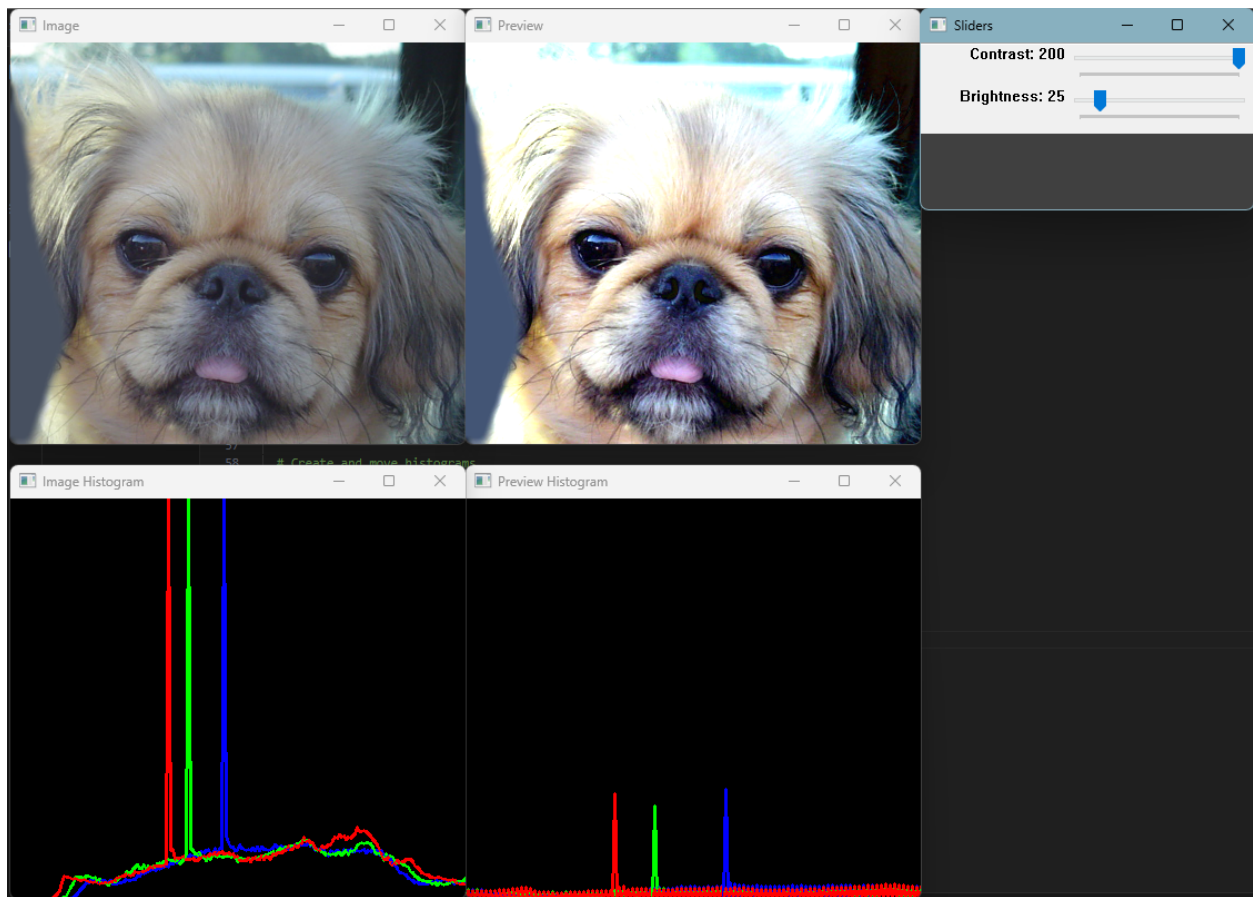 Image
Preview
Sliders
Contrast: 200
Brightness: 25
57
58 # Create and move histograms
Image Histogram
Preview Histogram